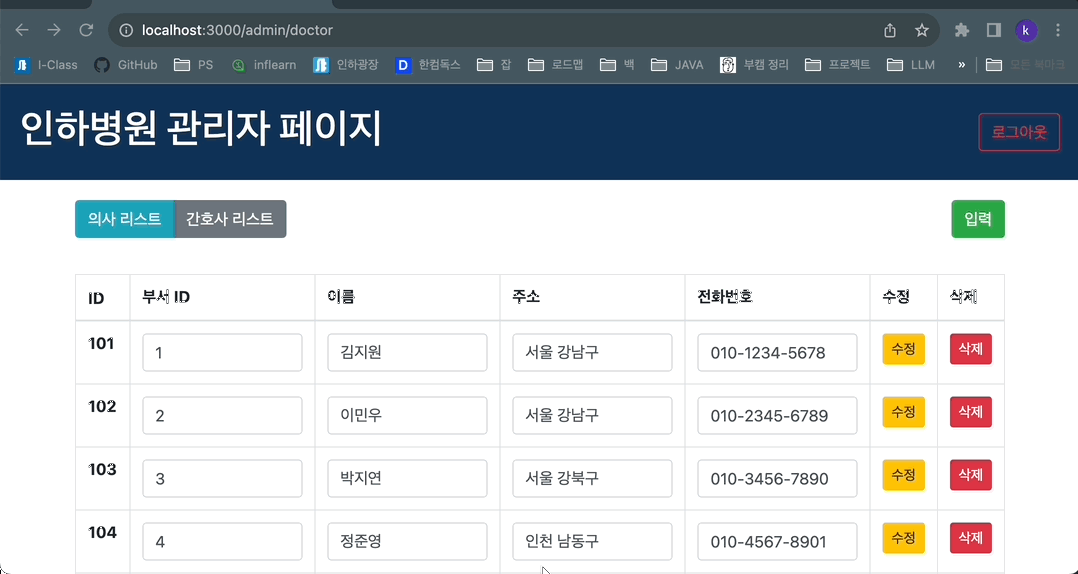 localhost:3000/admin/doctor
k
I-Class GitHub PS inflearn 인하광장 D 한컴독스 잡 로드맵 백 JAVA 부캠 정리 프로젝트 LLM » 모든 북마크
인하병원 관리자 페이지
로그아웃
의사 리스트 간호사 리스트 입력
ID 부서 ID 이름 주소 전화번호 수정 삭제
101 1 김지원 서울 강남구 010-1234-5678 수정 삭제
102 2 이민우 서울 강남구 010-2345-6789 수정 삭제
103 3 박지연 서울 강북구 010-3456-7890 수정 삭제
104 4 정준영 인천 남동구 010-4567-8901 수정 삭제